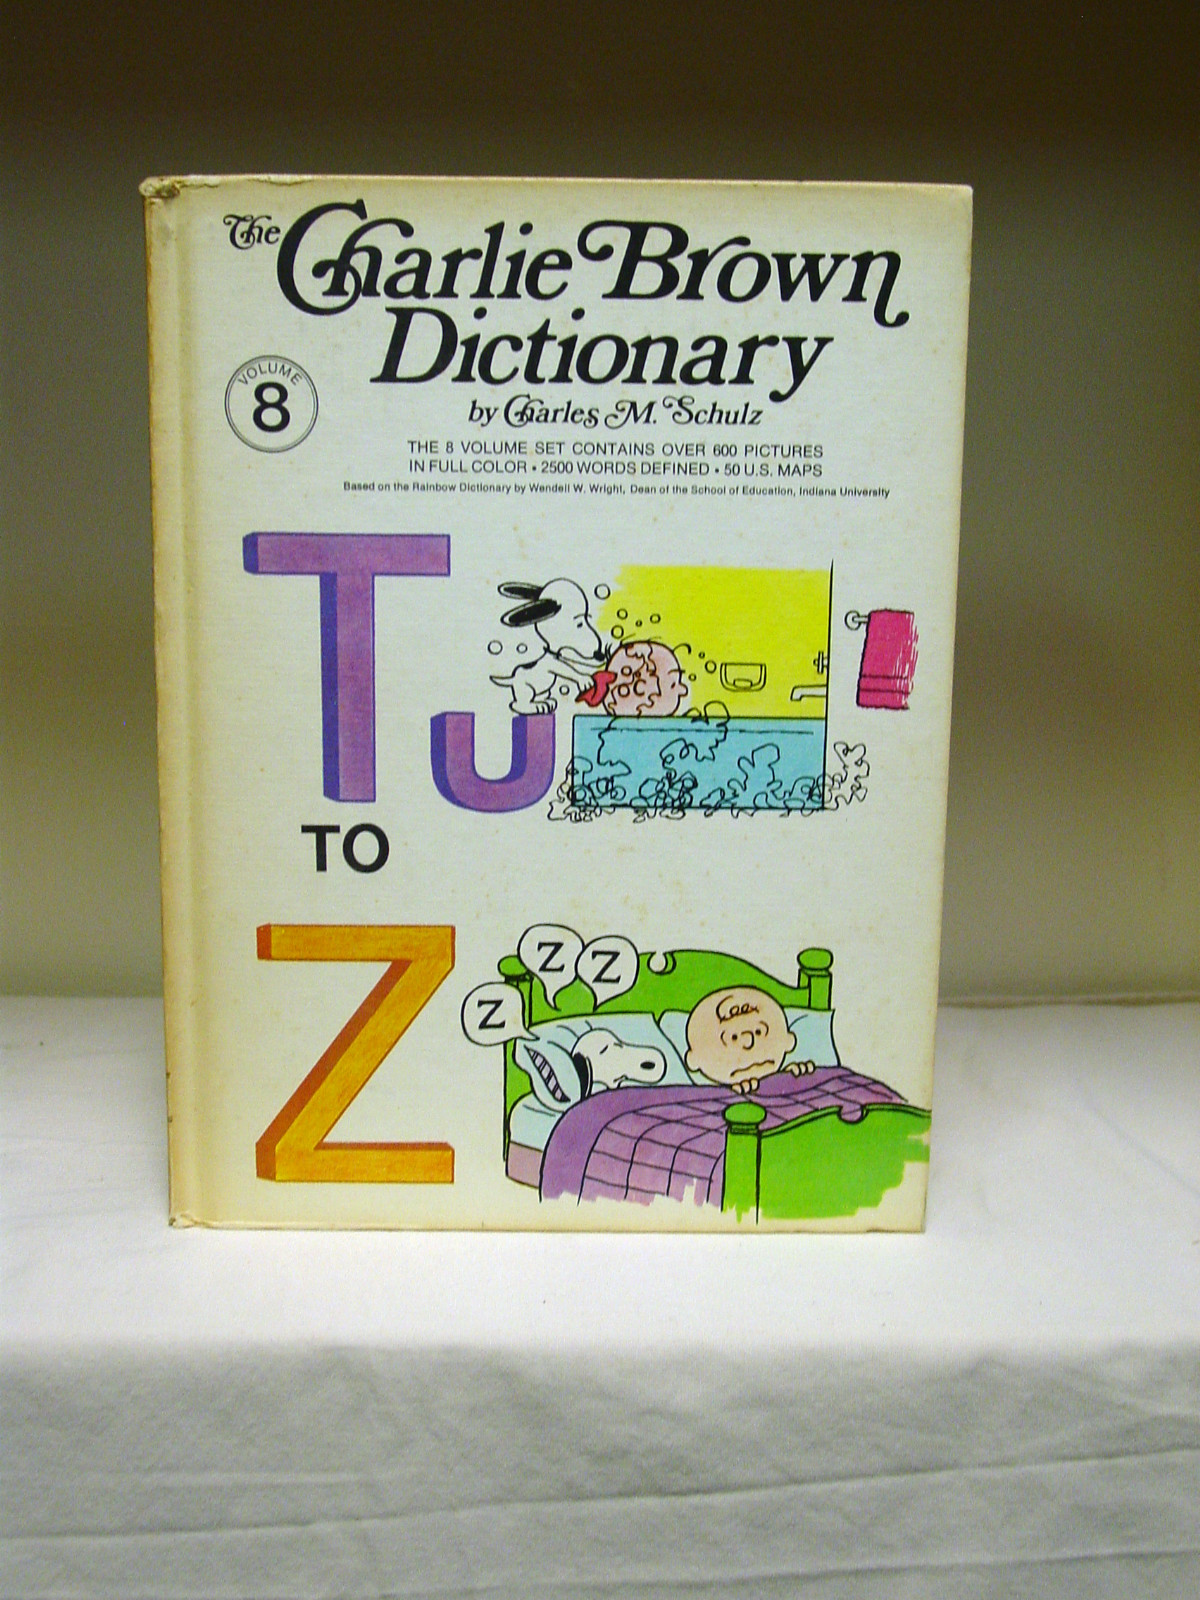 The Charlie Brown
Dictionary
VOLUME
8
by Charles M. Schulz
THE 8 VOLUME SET CONTAINS OVER 600 PICTURES
IN FULL COLOR • 2500 WORDS DEFINED • 50 U.S. MAPS
Based on the Rainbow Dictionary by Wendell W. Wright, Dean of the School of Education, Indiana University
Tu
TO
Z
Z Z
Z